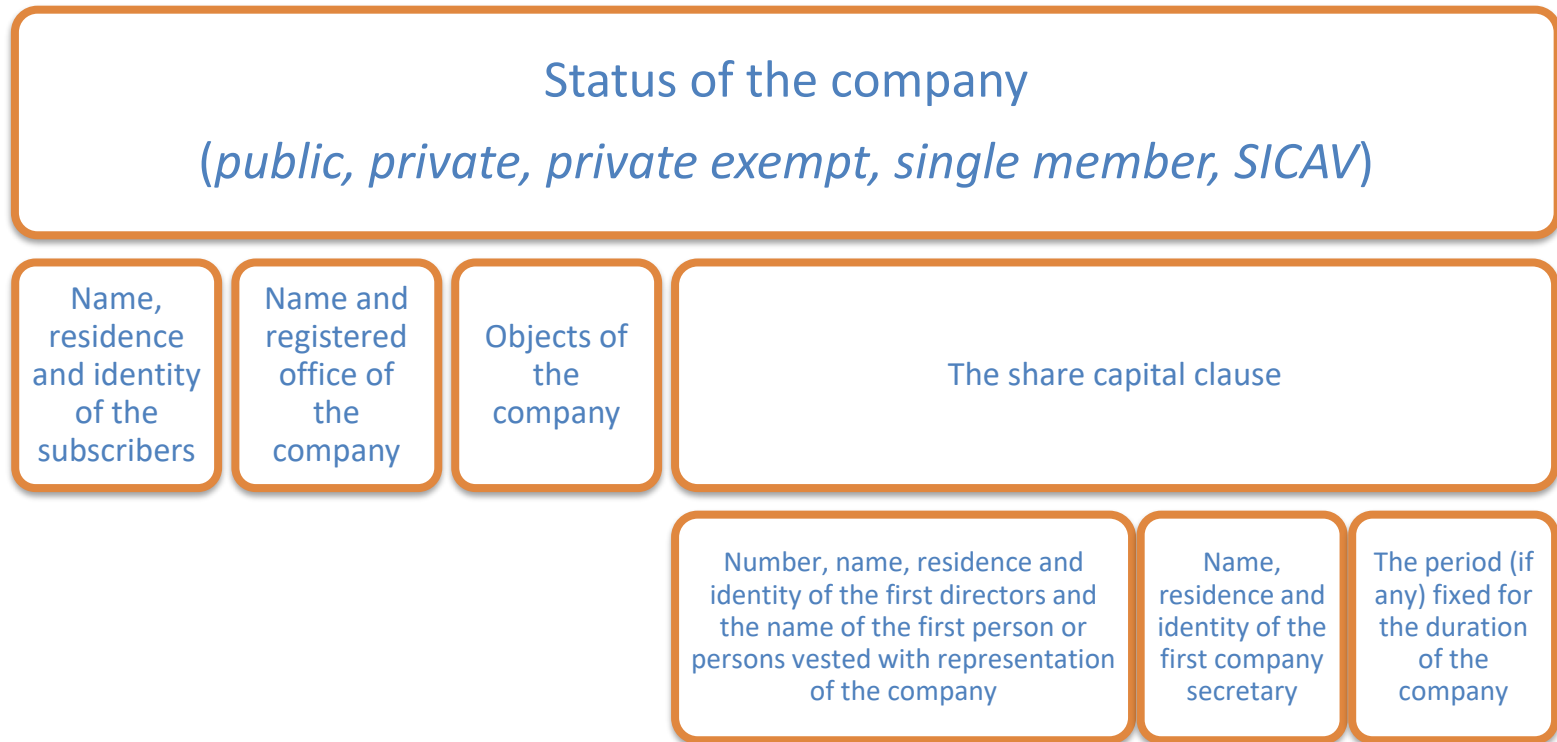 Status of the company
(public, private, private exempt, single member, SICAV)
Name,
residence
and identity
of the
subscribers
Name and
registered
office of
the
company
Objects of
the
company
The share capital clause
Number, name, residence and
identity of the first directors and
the name of the first person or
persons vested with representation
of the company
Name,
residence and
identity of the
first company
secretary
The period (if
any) fixed for
the duration
of the
company